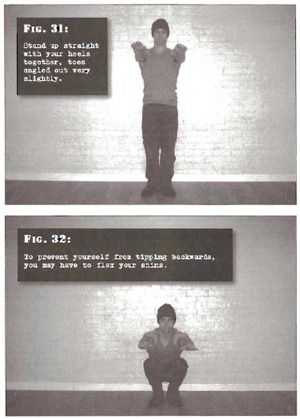 FIG. 31:
Stand up straight
with your heels
together, toes
angled out very
slightly.
FIG. 32:
To prevent yourself from tipping backwards,
you may have to flex your shins.